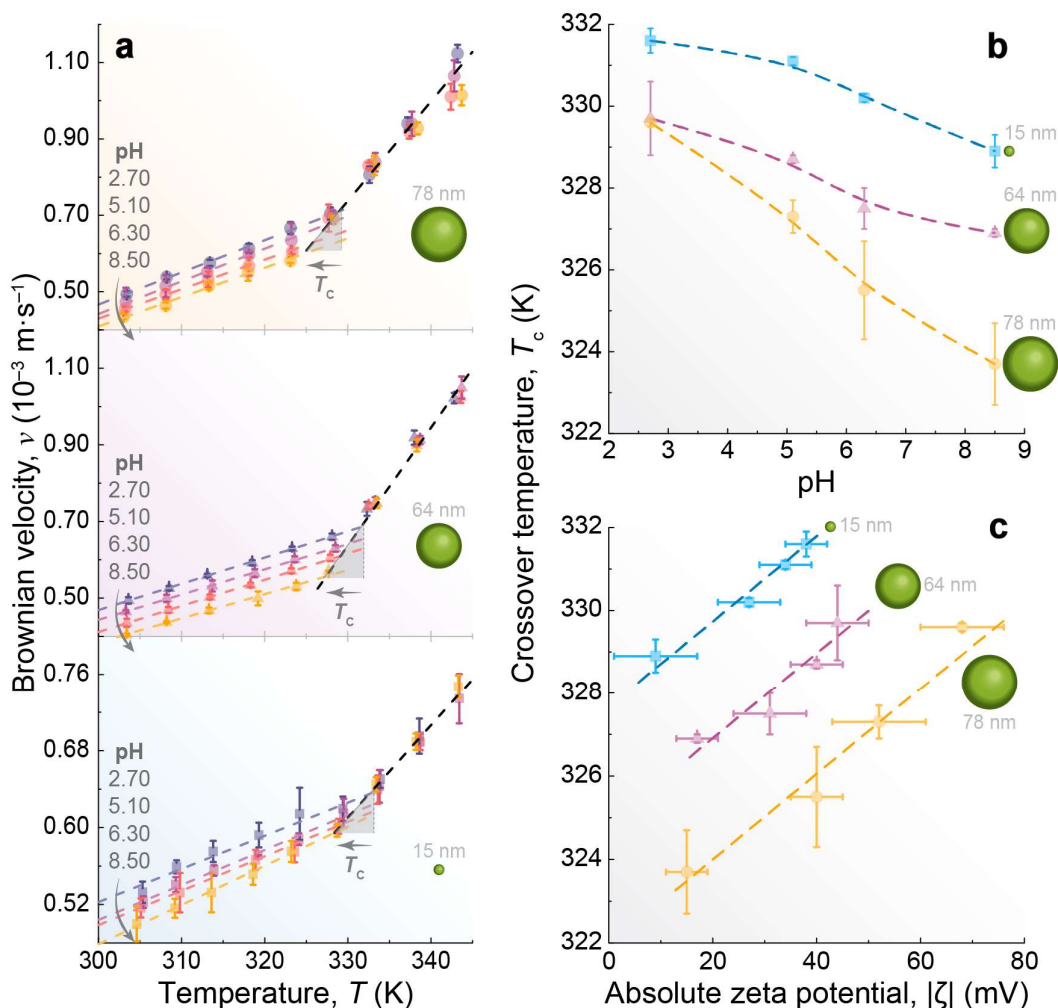 a
Brownian velocity, ν (10⁻³ m·s⁻¹)
1.10
0.90
0.70
0.50
pH
2.70
5.10
6.30
8.50
78 nm
Tc
1.10
0.90
0.70
0.50
pH
2.70
5.10
6.30
8.50
64 nm
Tc
0.76
0.68
0.60
0.52
pH
2.70
5.10
6.30
8.50
15 nm
Tc
300 310 320 330 340
Temperature, T (K)
b
Crossover temperature, Tc (K)
332
330
328
326
324
322
15 nm
64 nm
78 nm
2 3 4 5 6 7 8 9
pH
c
332
330
328
326
324
322
15 nm
64 nm
78 nm
0 20 40 60 80
Absolute zeta potential, |ζ| (mV)